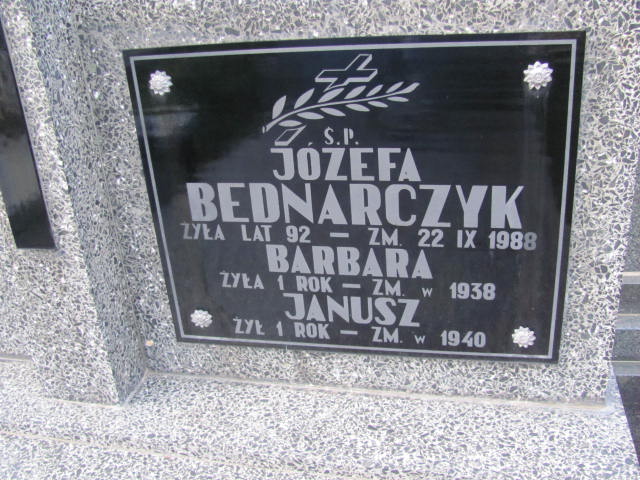 Ś.P.
JÓZEFA
BEDNARCZYK
ŻYŁA LAT 92 – ZM. 22 IX 1988
BARBARA
ŻYŁA 1 ROK – ZM. w 1938
JANUSZ
ŻYŁ 1 ROK – ZM. w 1940